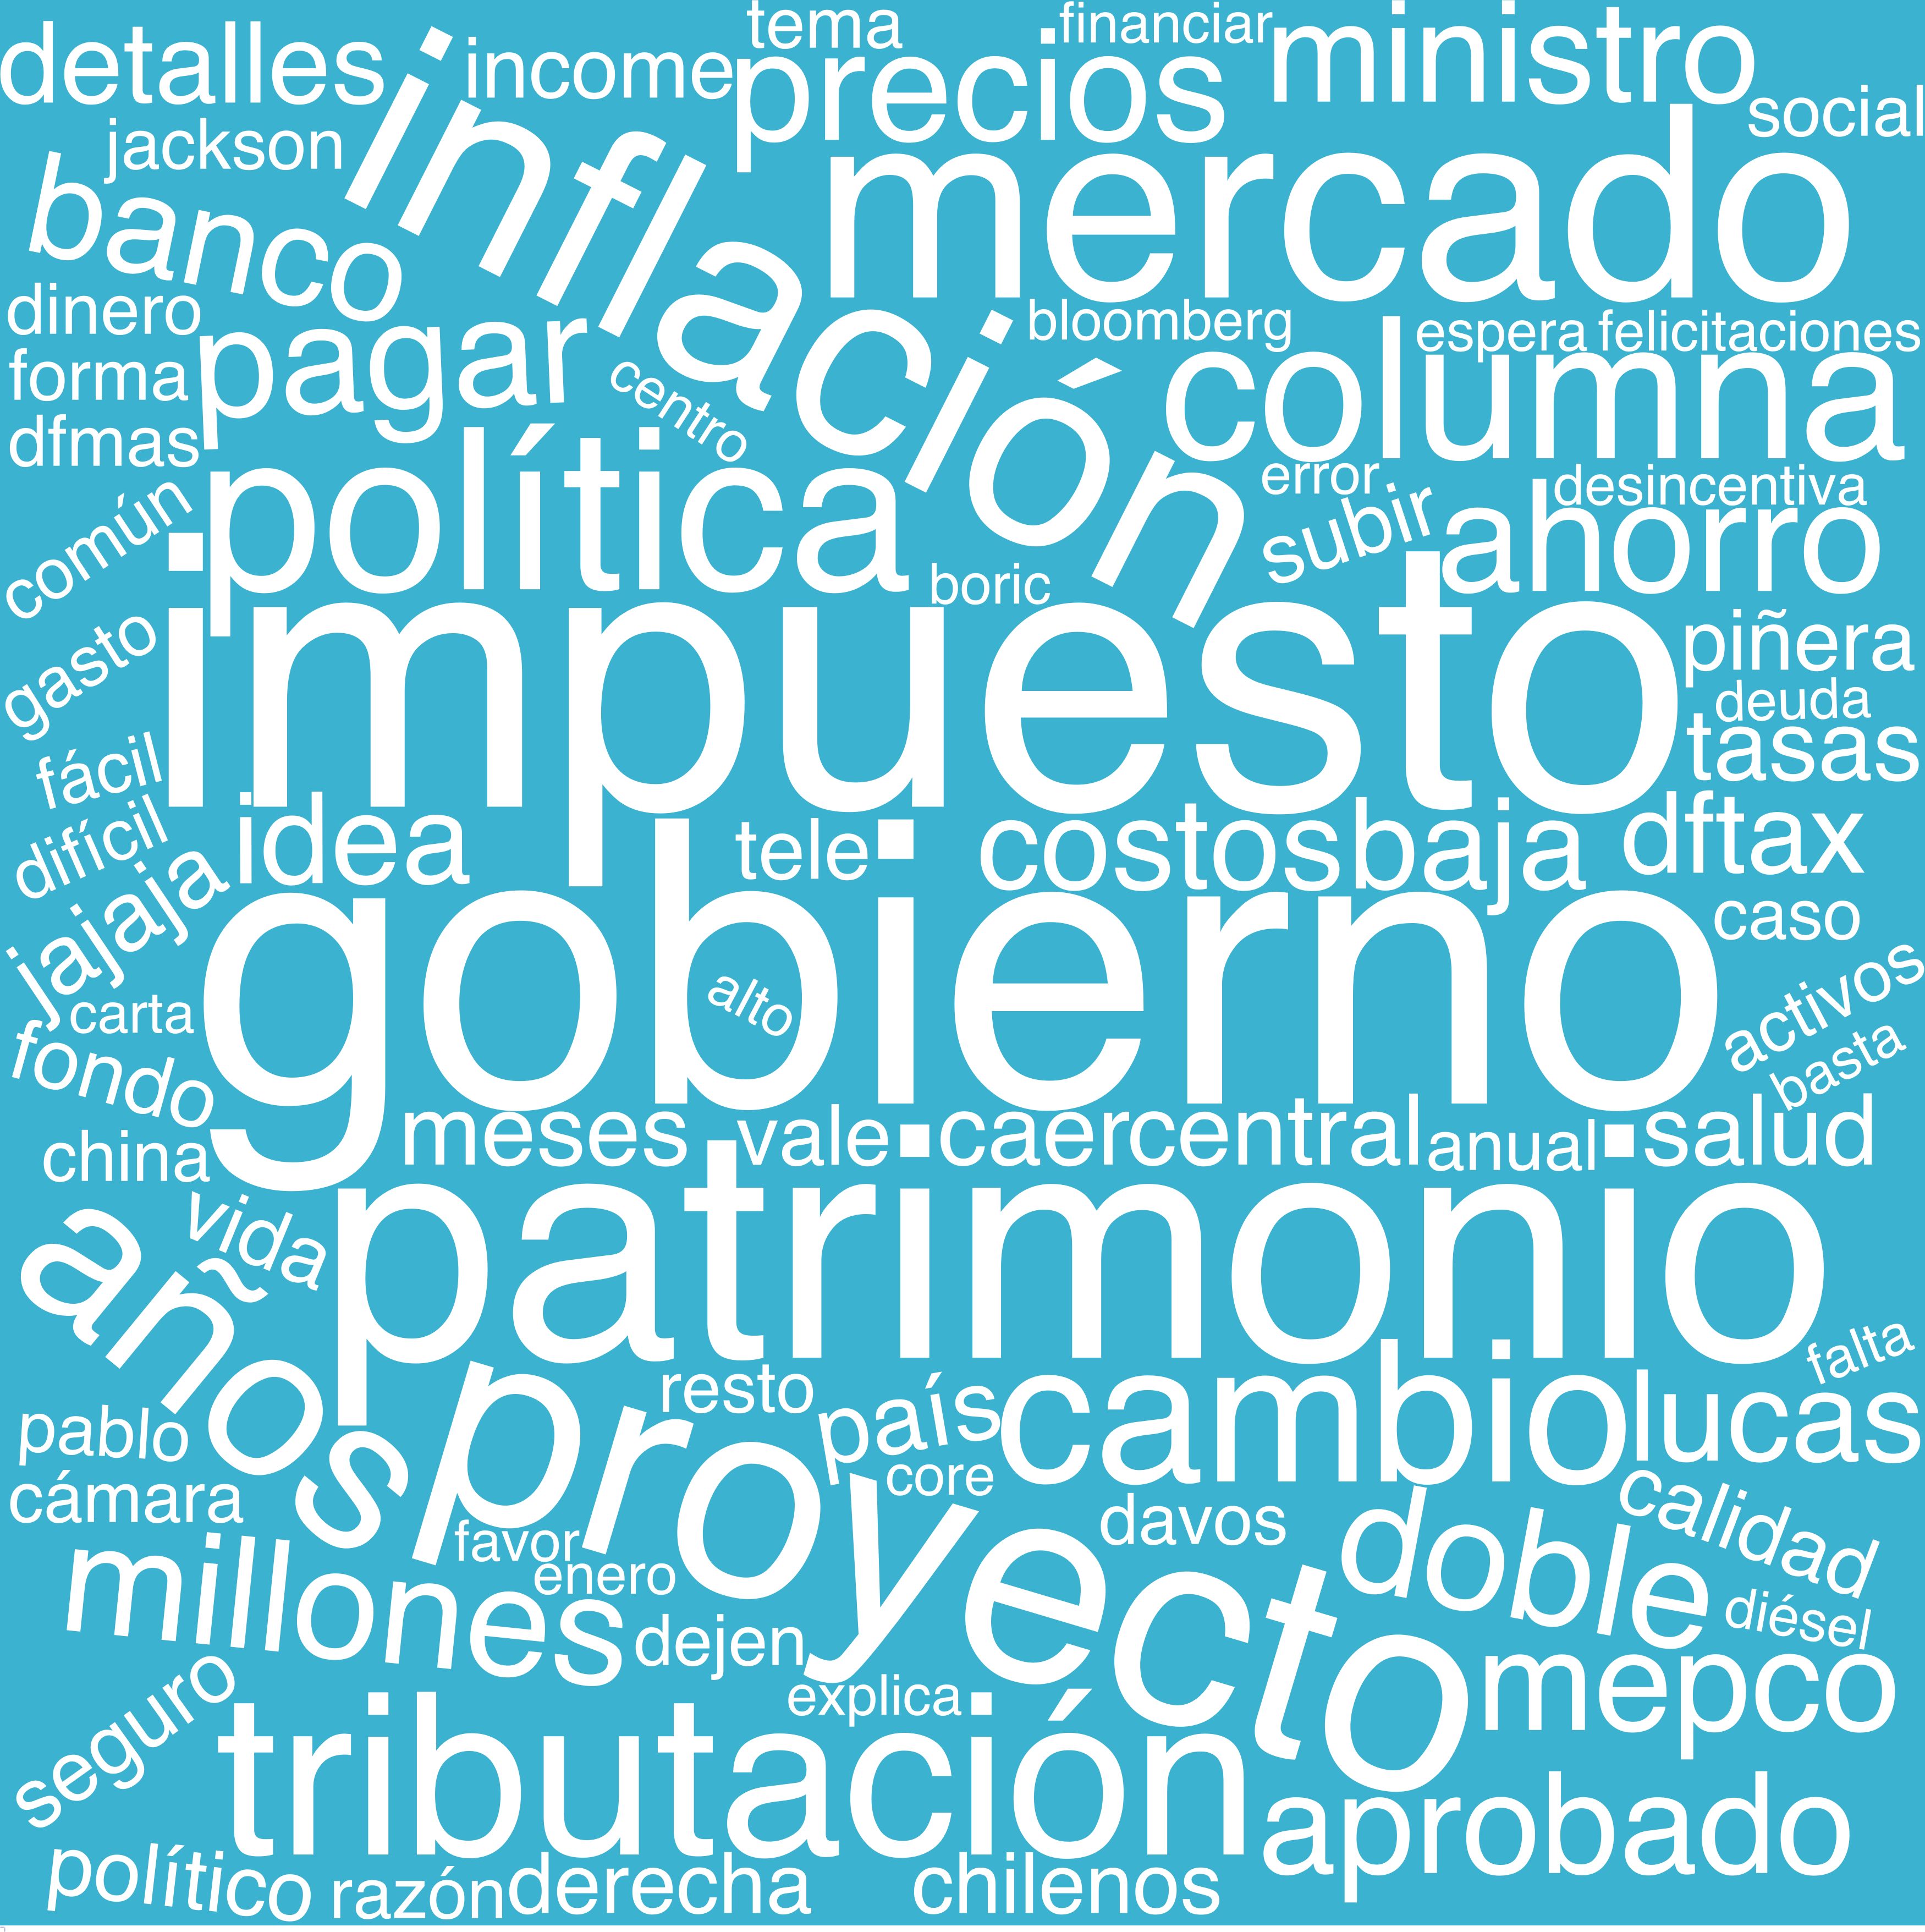 detalles
inflación
income
tema
precios
financiar
ministro
social
jackson
banco
mercado
dinero
pagar
forma
centro
bloomberg
espera
felicitaciones
columna
dfmas
política
error
subir
desincentiva
ahorro
común
boric
impuesto
piñera
gasto
deuda
tasas
fácil
difícil
idea
tele
costos
baja
dftax
jajaja
gobierno
alto
caso
activos
basta
carta
fondo
china
meses
vale
caer
central
anual
salud
vida
años
patrimonio
falta
pablo
resto
país
cambio
lucas
proyecto
core
cámara
davos
doble
calidad
diésel
favor
enero
millones
dejen
explica
mepco
seguro
tributación
aprobado
político
razón
derecha
chilenos